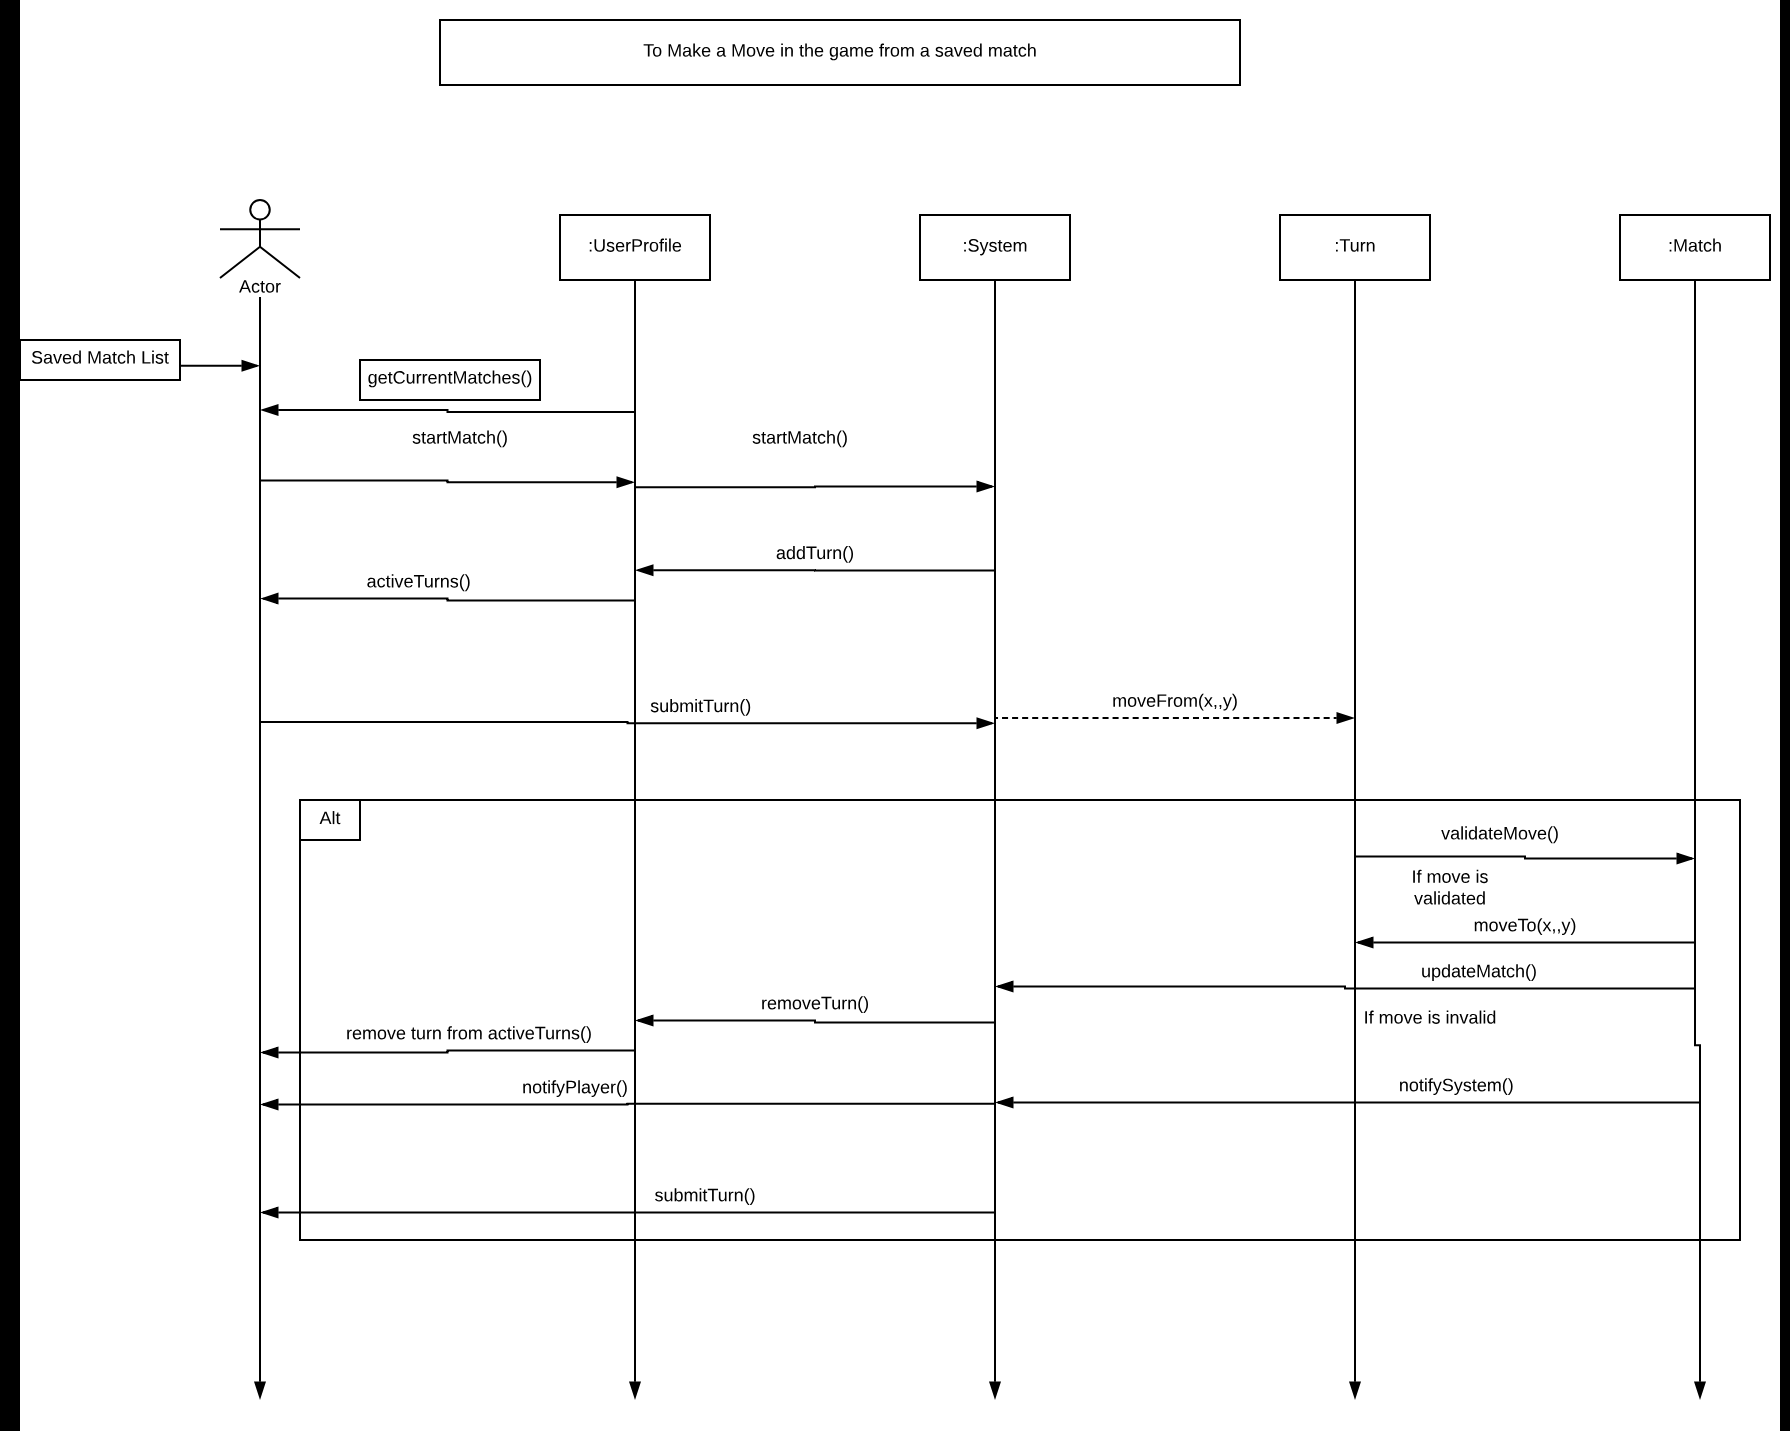 To Make a Move in the game from a saved match
Actor
:UserProfile
:System
:Turn
:Match
Saved Match List
getCurrentMatches()
startMatch()
startMatch()
addTurn()
activeTurns()
submitTurn()
moveFrom(x,,y)
Alt
validateMove()
If move is
validated
moveTo(x,,y)
updateMatch()
removeTurn()
If move is invalid
remove turn from activeTurns()
notifyPlayer()
notifySystem()
submitTurn()